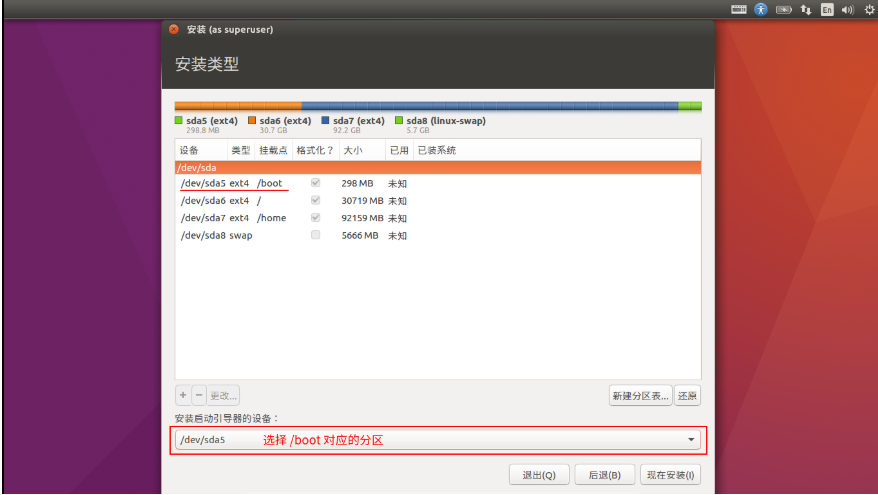 En
安装 (as superuser)
安装类型
sda5 (ext4) sda6 (ext4) sda7 (ext4) sda8 (linux-swap)
298.8 MB 30.7 GB 92.2 GB 5.7 GB
设备 类型 挂载点 格式化？ 大小 已用 已装系统
/dev/sda
/dev/sda5 ext4 /boot 298 MB 未知
/dev/sda6 ext4 / 30719 MB 未知
/dev/sda7 ext4 /home 92159 MB 未知
/dev/sda8 swap 5666 MB 未知
+ − 更改... 新建分区表... 还原
安装启动引导器的设备：
/dev/sda5 选择 /boot 对应的分区
退出(Q) 后退(B) 现在安装(I)